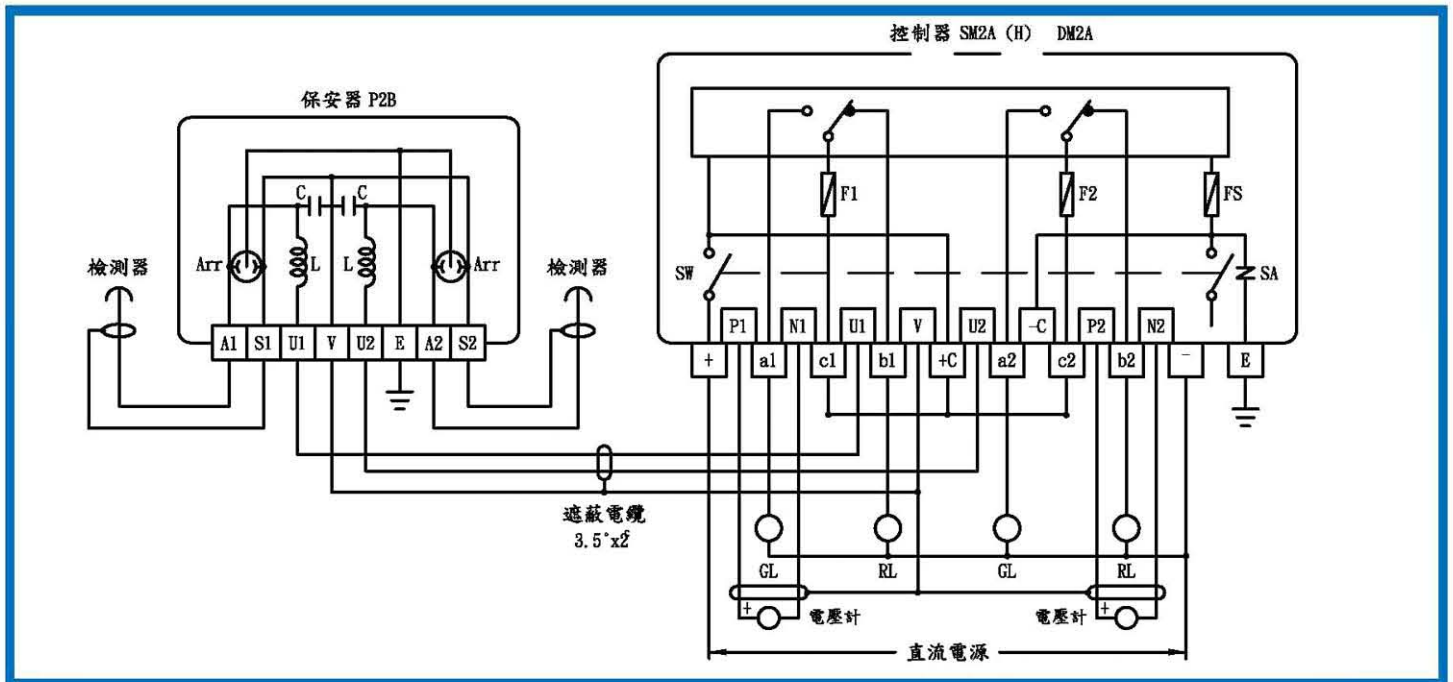 控制器 SM2A (H) DM2A
保安器 P2B
C C
F1 F2 FS
檢測器 Arr L L Arr 檢測器
SW SA
P1 N1 U1 V U2 -C P2 N2
A1 S1 U1 V U2 E A2 S2
+ a1 c1 b1 +C a2 c2 b2 - E
遮蔽電纜
3.5°x2c
GL RL GL RL
+ 電壓計 + 電壓計
直流電源